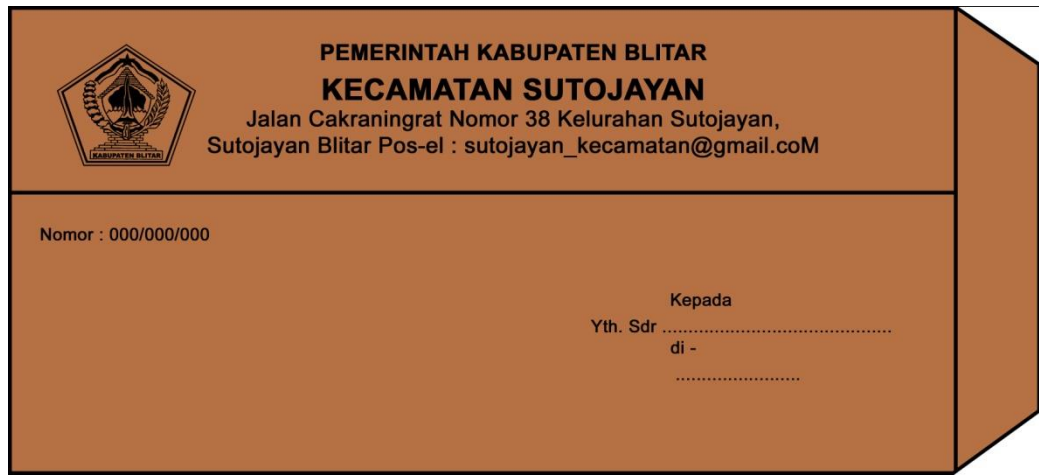 PEMERINTAH KABUPATEN BLITAR
KECAMATAN SUTOJAYAN
Jalan Cakraningrat Nomor 38 Kelurahan Sutojayan,
Sutojayan Blitar Pos-el : sutojayan_kecamatan@gmail.coM
KABUPATEN BLITAR
Nomor : 000/000/000
Kepada
Yth. Sdr ............................................
di -
........................